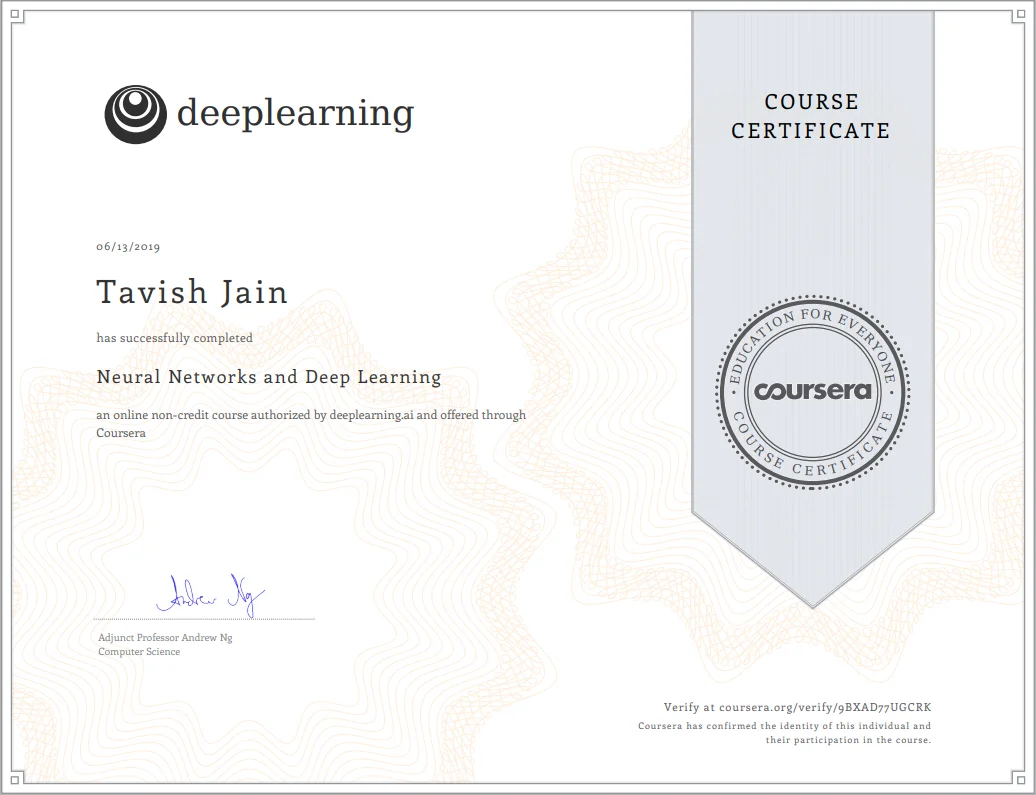 deeplearning
COURSE
CERTIFICATE
06/13/2019
Tavish Jain
has successfully completed
Neural Networks and Deep Learning
an online non-credit course authorized by deeplearning.ai and offered through
Coursera
EDUCATION FOR EVERYONE
coursera
COURSE CERTIFICATE
Andrew Ng
Adjunct Professor Andrew Ng
Computer Science
Verify at coursera.org/verify/9BXAD77UGCRK
Coursera has confirmed the identity of this individual and
their participation in the course.